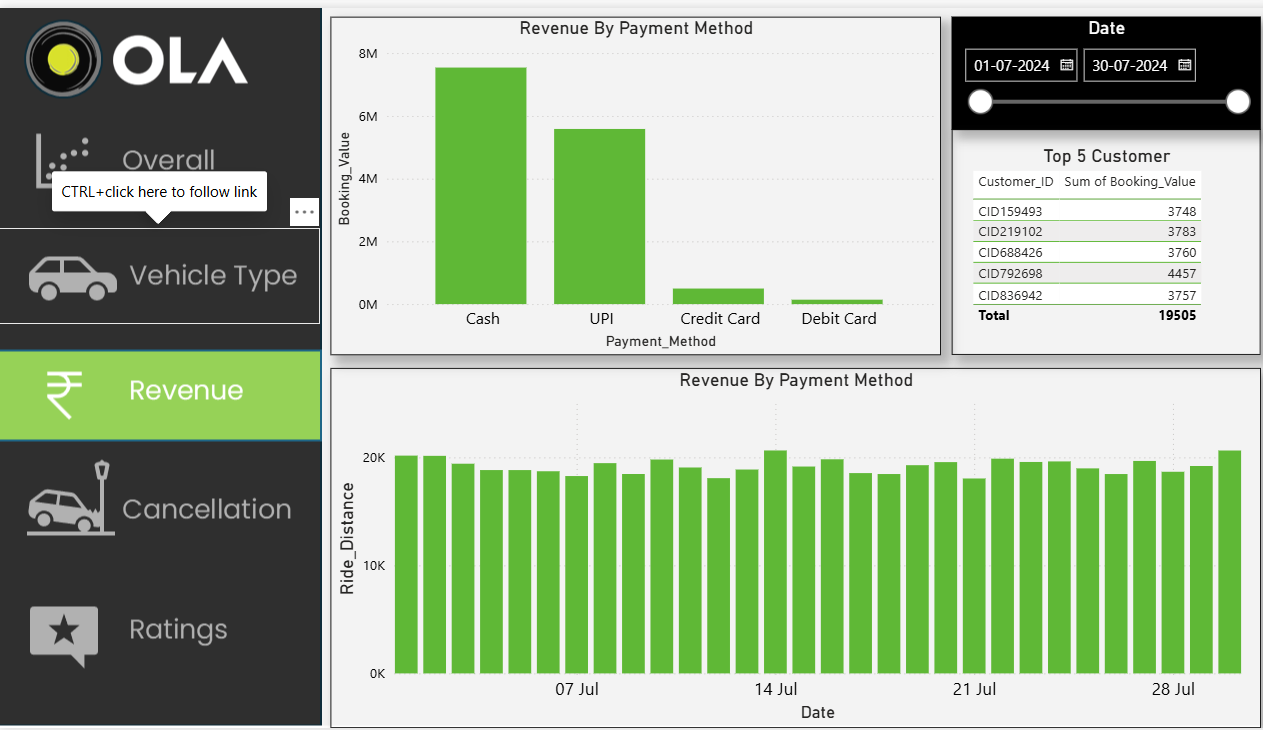 OLA
Overall
CTRL+click here to follow link
Vehicle Type
Revenue
Cancellation
Ratings
Revenue By Payment Method
8M
6M
4M
2M
0M
Booking_Value
Cash UPI Credit Card Debit Card
Payment_Method
Date
01-07-2024 30-07-2024
Top 5 Customer
Customer_ID Sum of Booking_Value
CID159493 3748
CID219102 3783
CID688426 3760
CID792698 4457
CID836942 3757
Total 19505
Revenue By Payment Method
20K
10K
0K
Ride_Distance
07 Jul 14 Jul 21 Jul 28 Jul
Date